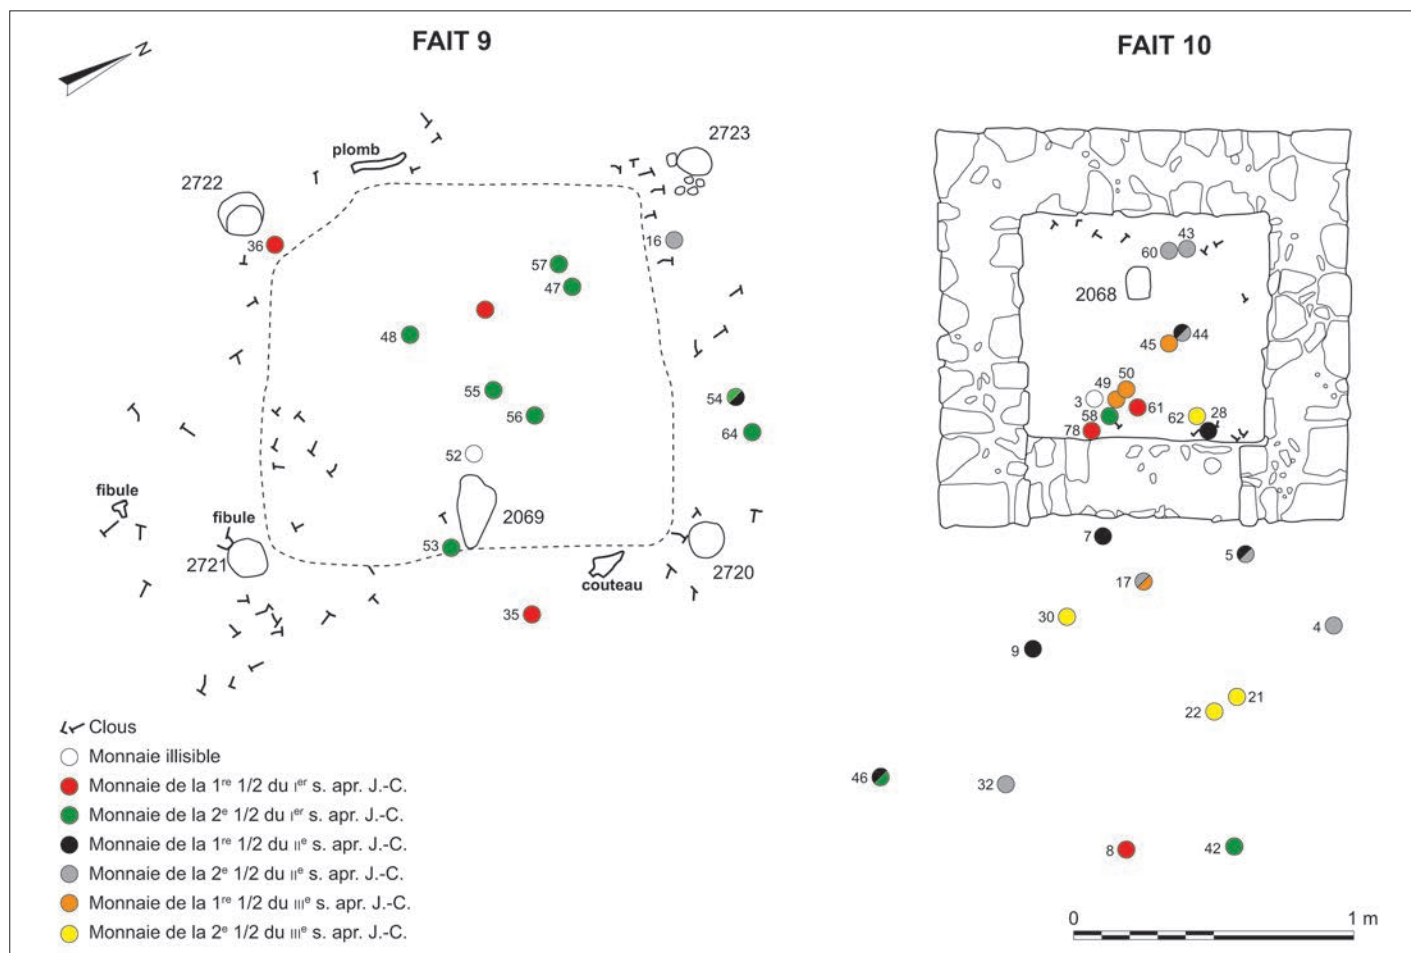 FAIT 9
FAIT 10
N
plomb
2723
2722
36
16
57
47
48
55
56
54
64
52
fibule
fibule
2069
53
2721
2720
couteau
35
43
60
2068
44
45
50
49
3
61
58
62
28
78
7
5
17
30
4
9
21
22
46
32
8
42
Clous
Monnaie illisible
Monnaie de la 1re 1/2 du Ier s. apr. J.-C.
Monnaie de la 2e 1/2 du Ier s. apr. J.-C.
Monnaie de la 1re 1/2 du IIe s. apr. J.-C.
Monnaie de la 2e 1/2 du IIe s. apr. J.-C.
Monnaie de la 1re 1/2 du IIIe s. apr. J.-C.
Monnaie de la 2e 1/2 du IIIe s. apr. J.-C.
0 1 m